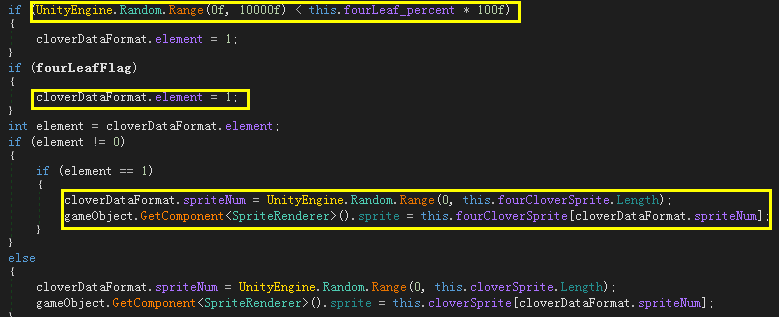 if (UnityEngine.Random.Range(0f, 10000f) < this.fourLeaf_percent * 100f)
{
cloverDataFormat.element = 1;
}
if (fourLeafFlag)
{
cloverDataFormat.element = 1;
}
int element = cloverDataFormat.element;
if (element != 0)
{
if (element == 1)
{
cloverDataFormat.spriteNum = UnityEngine.Random.Range(0, this.fourCloverSprite.Length);
gameObject.GetComponent<SpriteRenderer>().sprite = this.fourCloverSprite[cloverDataFormat.spriteNum];
}
}
else
{
cloverDataFormat.spriteNum = UnityEngine.Random.Range(0, this.cloverSprite.Length);
gameObject.GetComponent<SpriteRenderer>().sprite = this.cloverSprite[cloverDataFormat.spriteNum];
}